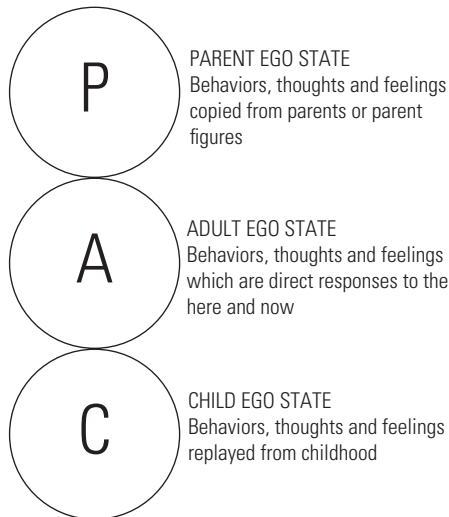 P
PARENT EGO STATE
Behaviors, thoughts and feelings
copied from parents or parent
figures
A
ADULT EGO STATE
Behaviors, thoughts and feelings
which are direct responses to the
here and now
C
CHILD EGO STATE
Behaviors, thoughts and feelings
replayed from childhood